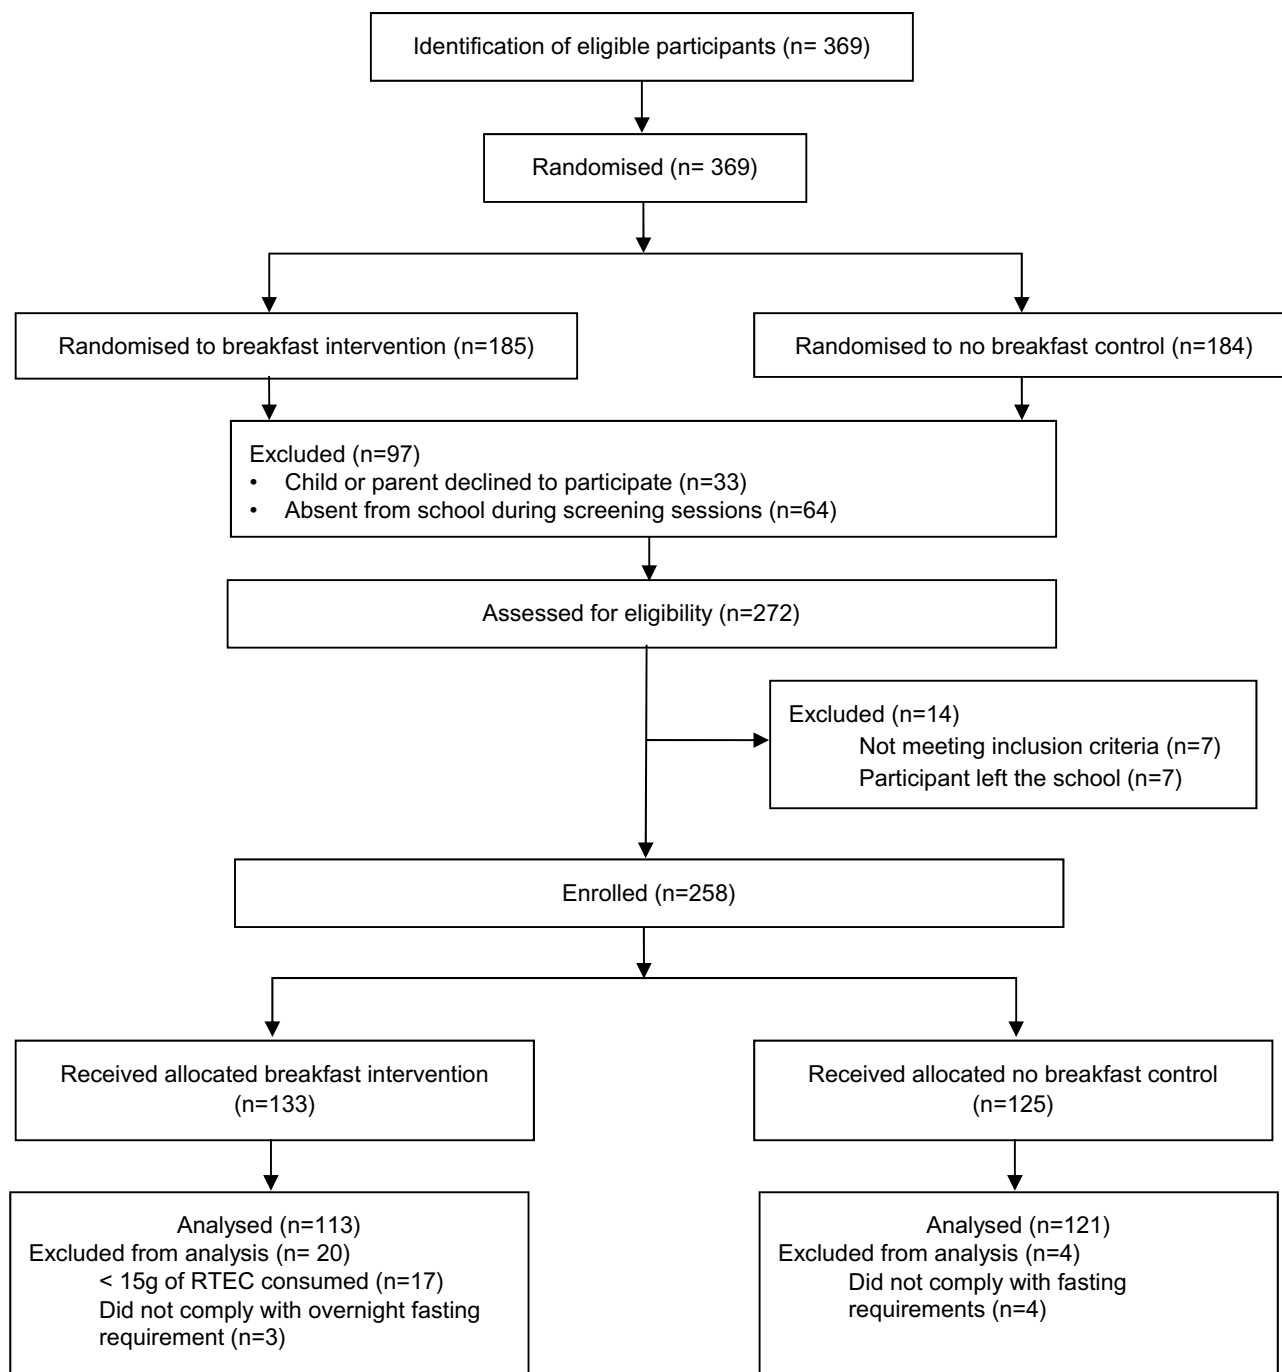 Identification of eligible participants (n= 369)
Randomised (n= 369)
Randomised to breakfast intervention (n=185)
Randomised to no breakfast control (n=184)
Excluded (n=97)
• Child or parent declined to participate (n=33)
• Absent from school during screening sessions (n=64)
Assessed for eligibility (n=272)
Excluded (n=14)
Not meeting inclusion criteria (n=7)
Participant left the school (n=7)
Enrolled (n=258)
Received allocated breakfast intervention
(n=133)
Received allocated no breakfast control
(n=125)
Analysed (n=113)
Excluded from analysis (n= 20)
< 15g of RTEC consumed (n=17)
Did not comply with overnight fasting
requirement (n=3)
Analysed (n=121)
Excluded from analysis (n=4)
Did not comply with fasting
requirements (n=4)